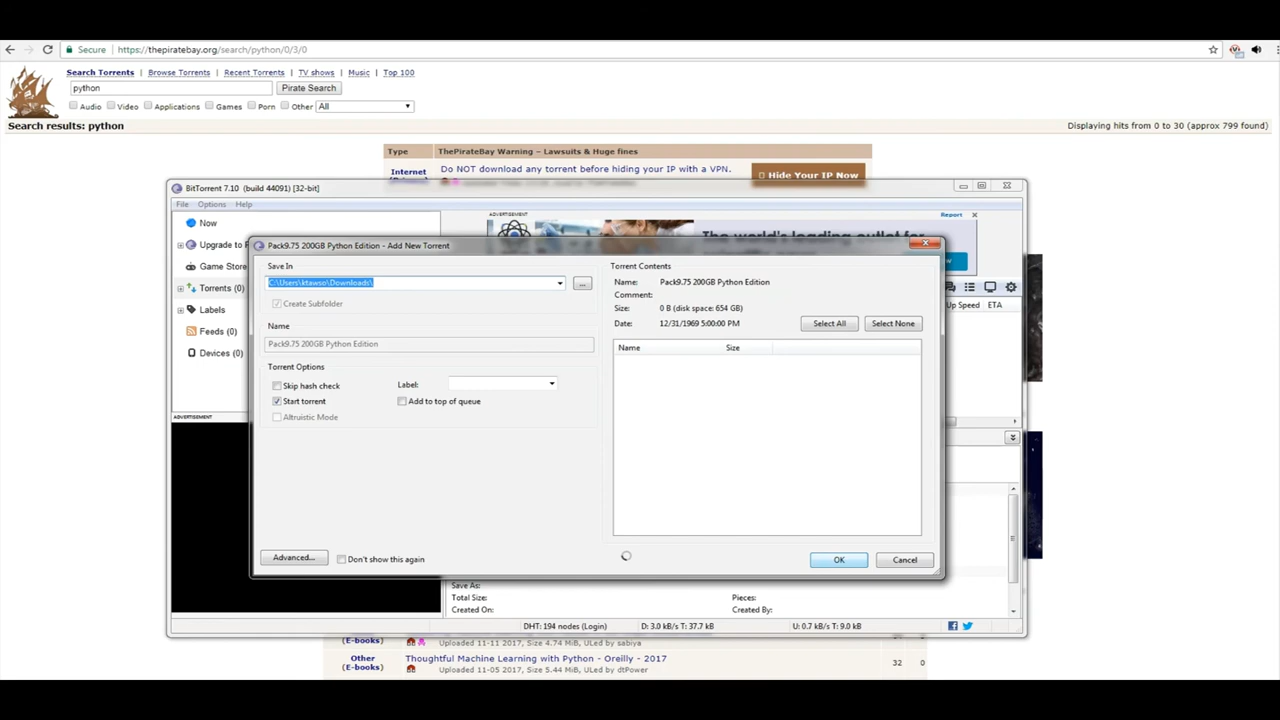 Secure https://thepiratebay.org/search/python/0/3/0
Search Torrents | Browse Torrents | Recent Torrents | TV shows | Music | Top 100
python Pirate Search
Audio Video Applications Games Porn Other All
Search results: python Displaying hits from 0 to 30 (approx 799 found)
Type ThePirateBay Warning – Lawsuits & Huge fines
Internet Do NOT download any torrent before hiding your IP with a VPN. Hide Your IP Now
BitTorrent 7.10 (build 44091) [32-bit]
File Options Help
ADVERTISEMENT Report
Now
The world's leading outlet for
Upgrade to
Game Store
Torrents (0)
Labels
Feeds (0)
Devices (0)
ADVERTISEMENT
Up Speed ETA
Pack9.75 200GB Python Edition - Add New Torrent
Save In
C:\Users\ktawso\Downloads\
...
Create Subfolder
Name
Pack9.75 200GB Python Edition
Torrent Options
Skip hash check Label:
Start torrent Add to top of queue
Altruistic Mode
Torrent Contents
Name: Pack9.75 200GB Python Edition
Comment:
Size: 0 B (disk space: 654 GB)
Date: 12/31/1969 5:00:00 PM Select All Select None
Name Size
Advanced... Don't show this again OK Cancel
Save As:
Total Size: Pieces:
Created On: Created By:
DHT: 194 nodes (Login) D: 3.0 kB/s T: 37.7 kB U: 0.7 kB/s T: 9.0 kB
(E-books) Uploaded 11-11 2017, Size 4.74 MiB, ULed by sabiya
Other Thoughtful Machine Learning with Python - Oreilly - 2017 32 0
(E-books) Uploaded 11-05 2017, Size 5.44 MiB, ULed by dtPower